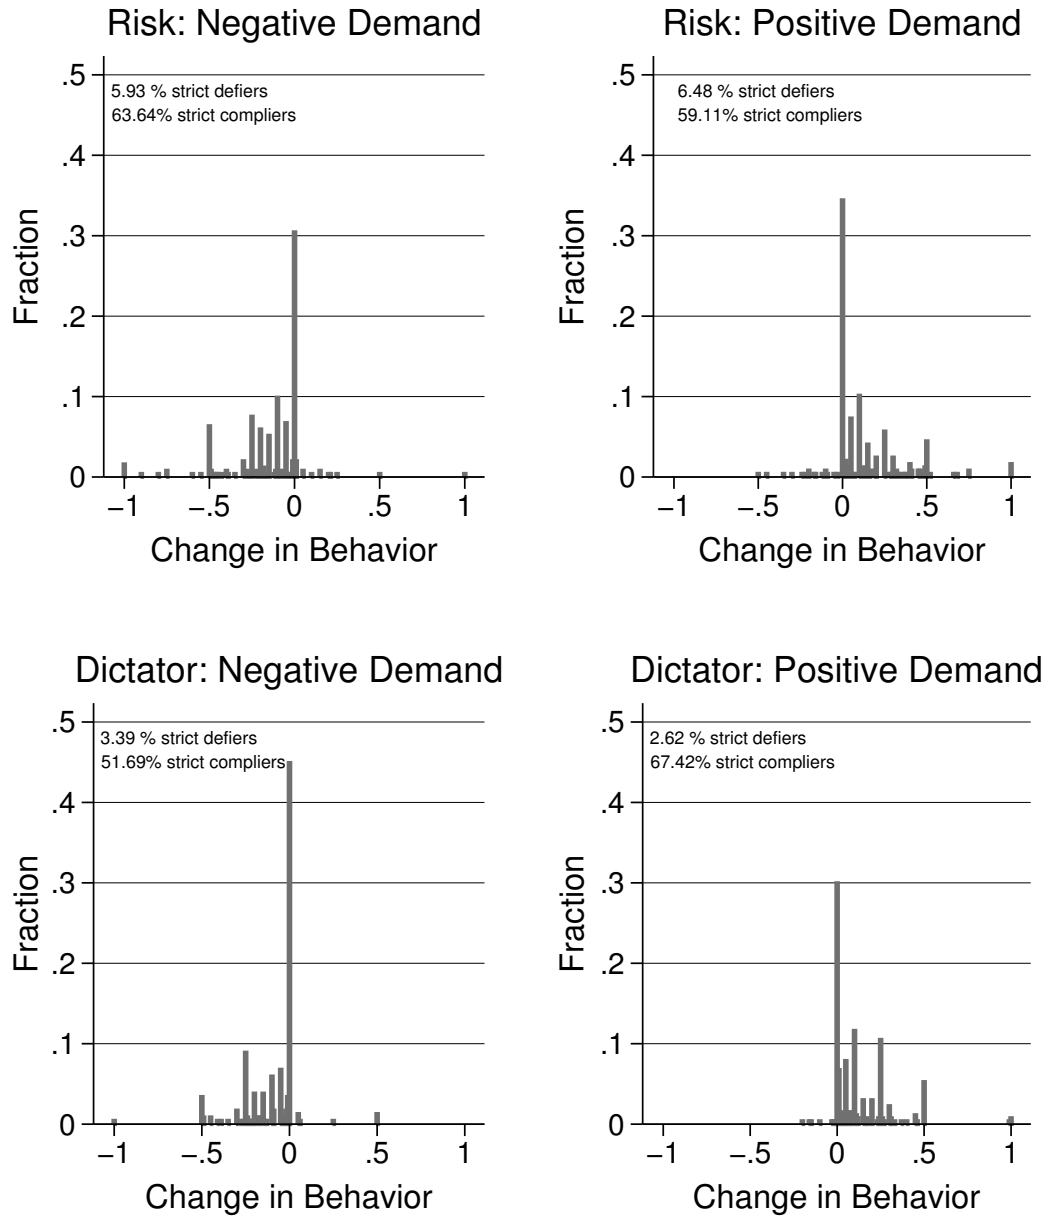 Risk: Negative Demand
.5
5.93 % strict defiers
63.64% strict compliers
.4
.3
.2
.1
0
Fraction
−1 −.5 0 .5 1
Change in Behavior
Risk: Positive Demand
.5
6.48 % strict defiers
59.11% strict compliers
.4
.3
.2
.1
0
Fraction
−1 −.5 0 .5 1
Change in Behavior
Dictator: Negative Demand
.5
3.39 % strict defiers
51.69% strict compliers
.4
.3
.2
.1
0
Fraction
−1 −.5 0 .5 1
Change in Behavior
Dictator: Positive Demand
.5
2.62 % strict defiers
67.42% strict compliers
.4
.3
.2
.1
0
Fraction
−1 −.5 0 .5 1
Change in Behavior